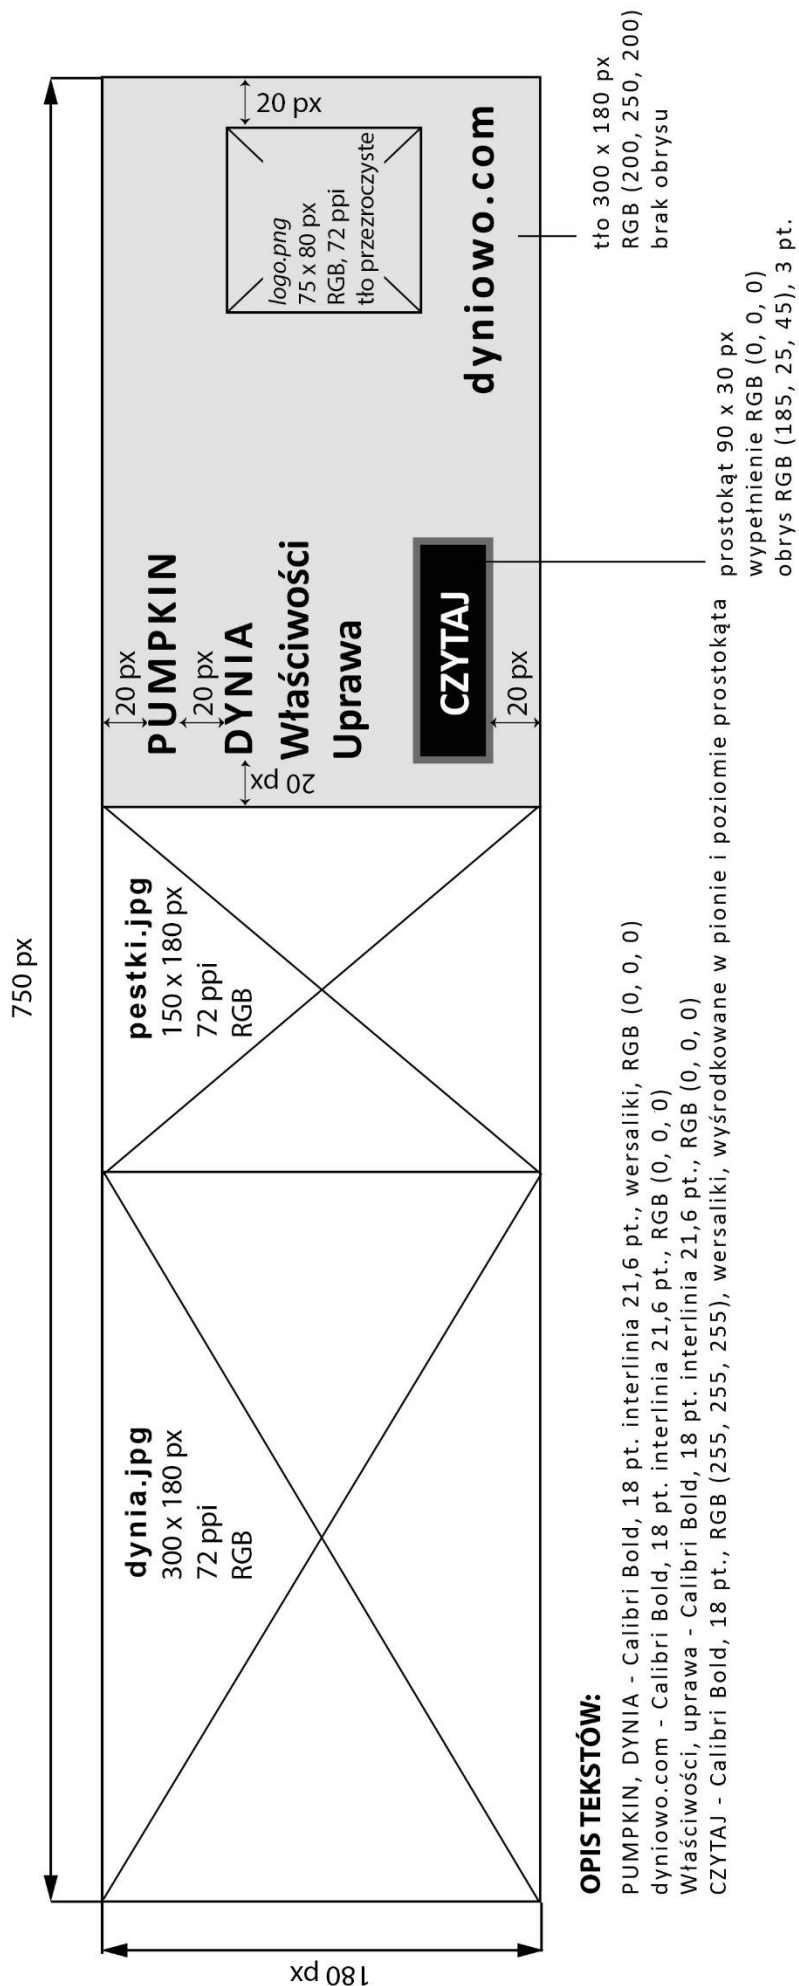 750 px
180 px
dynia.jpg
300 x 180 px
72 ppi
RGB
pestki.jpg
150 x 180 px
72 ppi
RGB
20 px
PUMPKIN
20 px
DYNIA
20 px
Właściwości
Uprawa
CZYTAJ
20 px
20 px
logo.png
75 x 80 px
RGB, 72 ppi
tło przezroczyste
dyniowo.com
tło 300 x 180 px
RGB (200, 250, 200)
brak obrysu
prostokąt 90 x 30 px
wypełnienie RGB (0, 0, 0)
obrys RGB (185, 25, 45), 3 pt.
OPIS TEKSTÓW:
PUMPKIN, DYNIA - Calibri Bold, 18 pt. interlinia 21,6 pt., wersaliki, RGB (0, 0, 0)
dyniowo.com - Calibri Bold, 18 pt. interlinia 21,6 pt., RGB (0, 0, 0)
Właściwości, uprawa - Calibri Bold, 18 pt. interlinia 21,6 pt., RGB (0, 0, 0)
CZYTAJ - Calibri Bold, 18 pt., RGB (255, 255, 255), wersaliki, wyśrodkowane w pionie i poziomie prostokąta